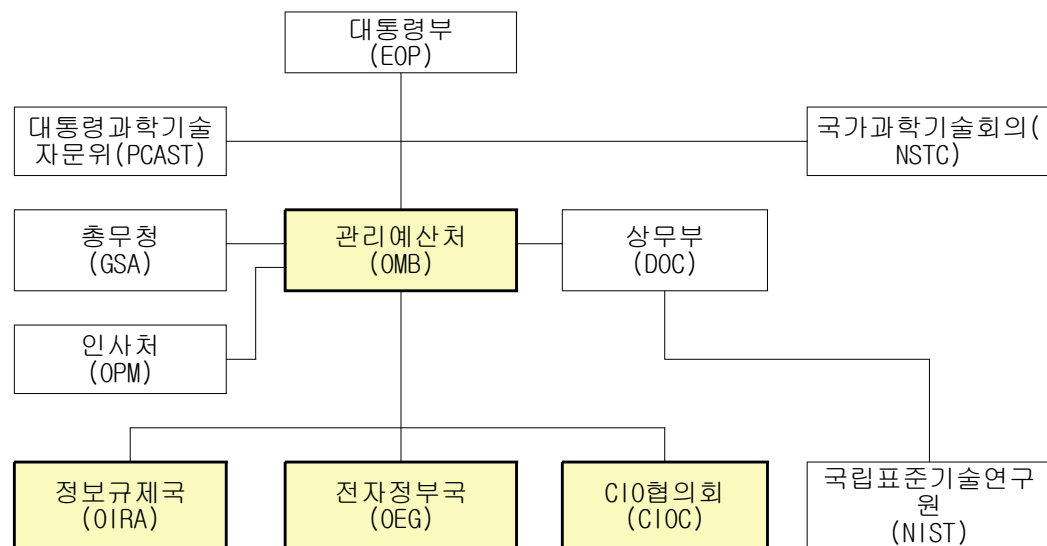 대통령부
(EOP)
대통령과학기술
자문위(PCAST)
국가과학기술회의(
NSTC)
총무청
(GSA)
관리예산처
(OMB)
상무부
(DOC)
인사처
(OPM)
정보규제국
(OIRA)
전자정부국
(OEG)
CIO협의회
(CIOC)
국립표준기술연구
원
(NIST)